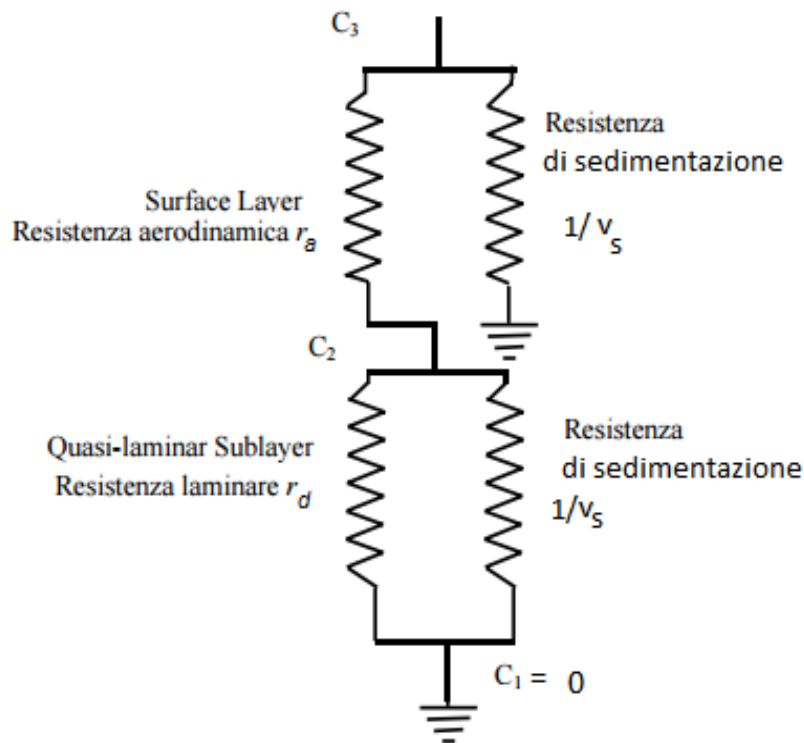 C₃
Resistenza
di sedimentazione
Surface Layer
Resistenza aerodinamica rₐ
1/ vₛ
C₂
Quasi-laminar Sublayer
Resistenza laminare r_d
Resistenza
di sedimentazione
1/vₛ
C₁ = 0